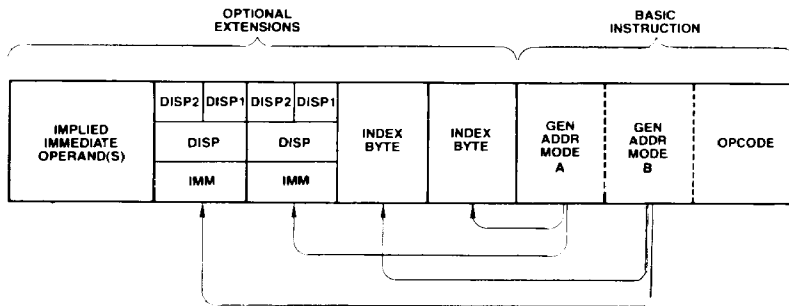 OPTIONAL
EXTENSIONS
BASIC
INSTRUCTION
IMPLIED
IMMEDIATE
OPERAND(S)
DISP2 DISP1
DISP
IMM
DISP2 DISP1
DISP
IMM
INDEX
BYTE
INDEX
BYTE
GEN
ADDR
MODE
A
GEN
ADDR
MODE
B
OPCODE